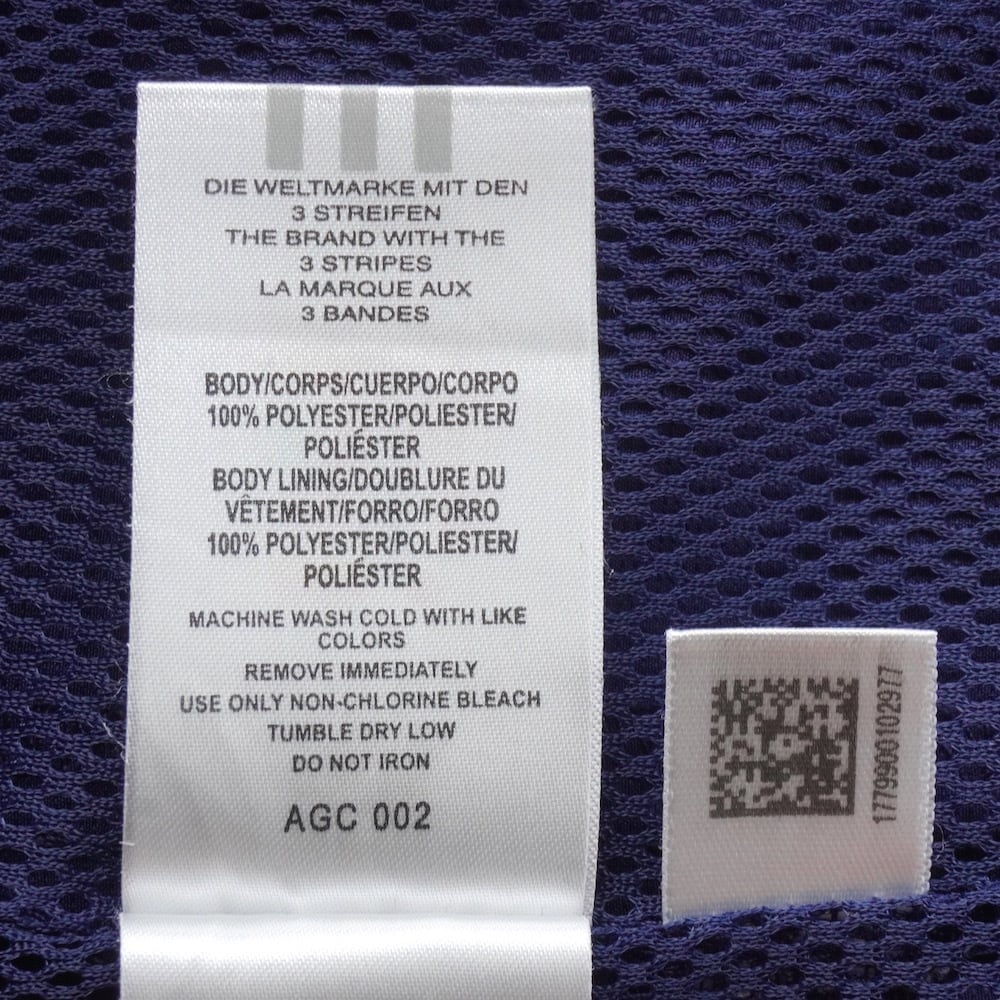 DIE WELTMARKE MIT DEN
3 STREIFEN
THE BRAND WITH THE
3 STRIPES
LA MARQUE AUX
3 BANDES
BODY/CORPS/CUERPO/CORPO
100% POLYESTER/POLIESTER/
POLIÉSTER
BODY LINING/DOUBLURE DU
VÊTEMENT/FORRO/FORRO
100% POLYESTER/POLIESTER/
POLIÉSTER
MACHINE WASH COLD WITH LIKE
COLORS
REMOVE IMMEDIATELY
USE ONLY NON-CHLORINE BLEACH
TUMBLE DRY LOW
DO NOT IRON
AGC 002
1779900102977